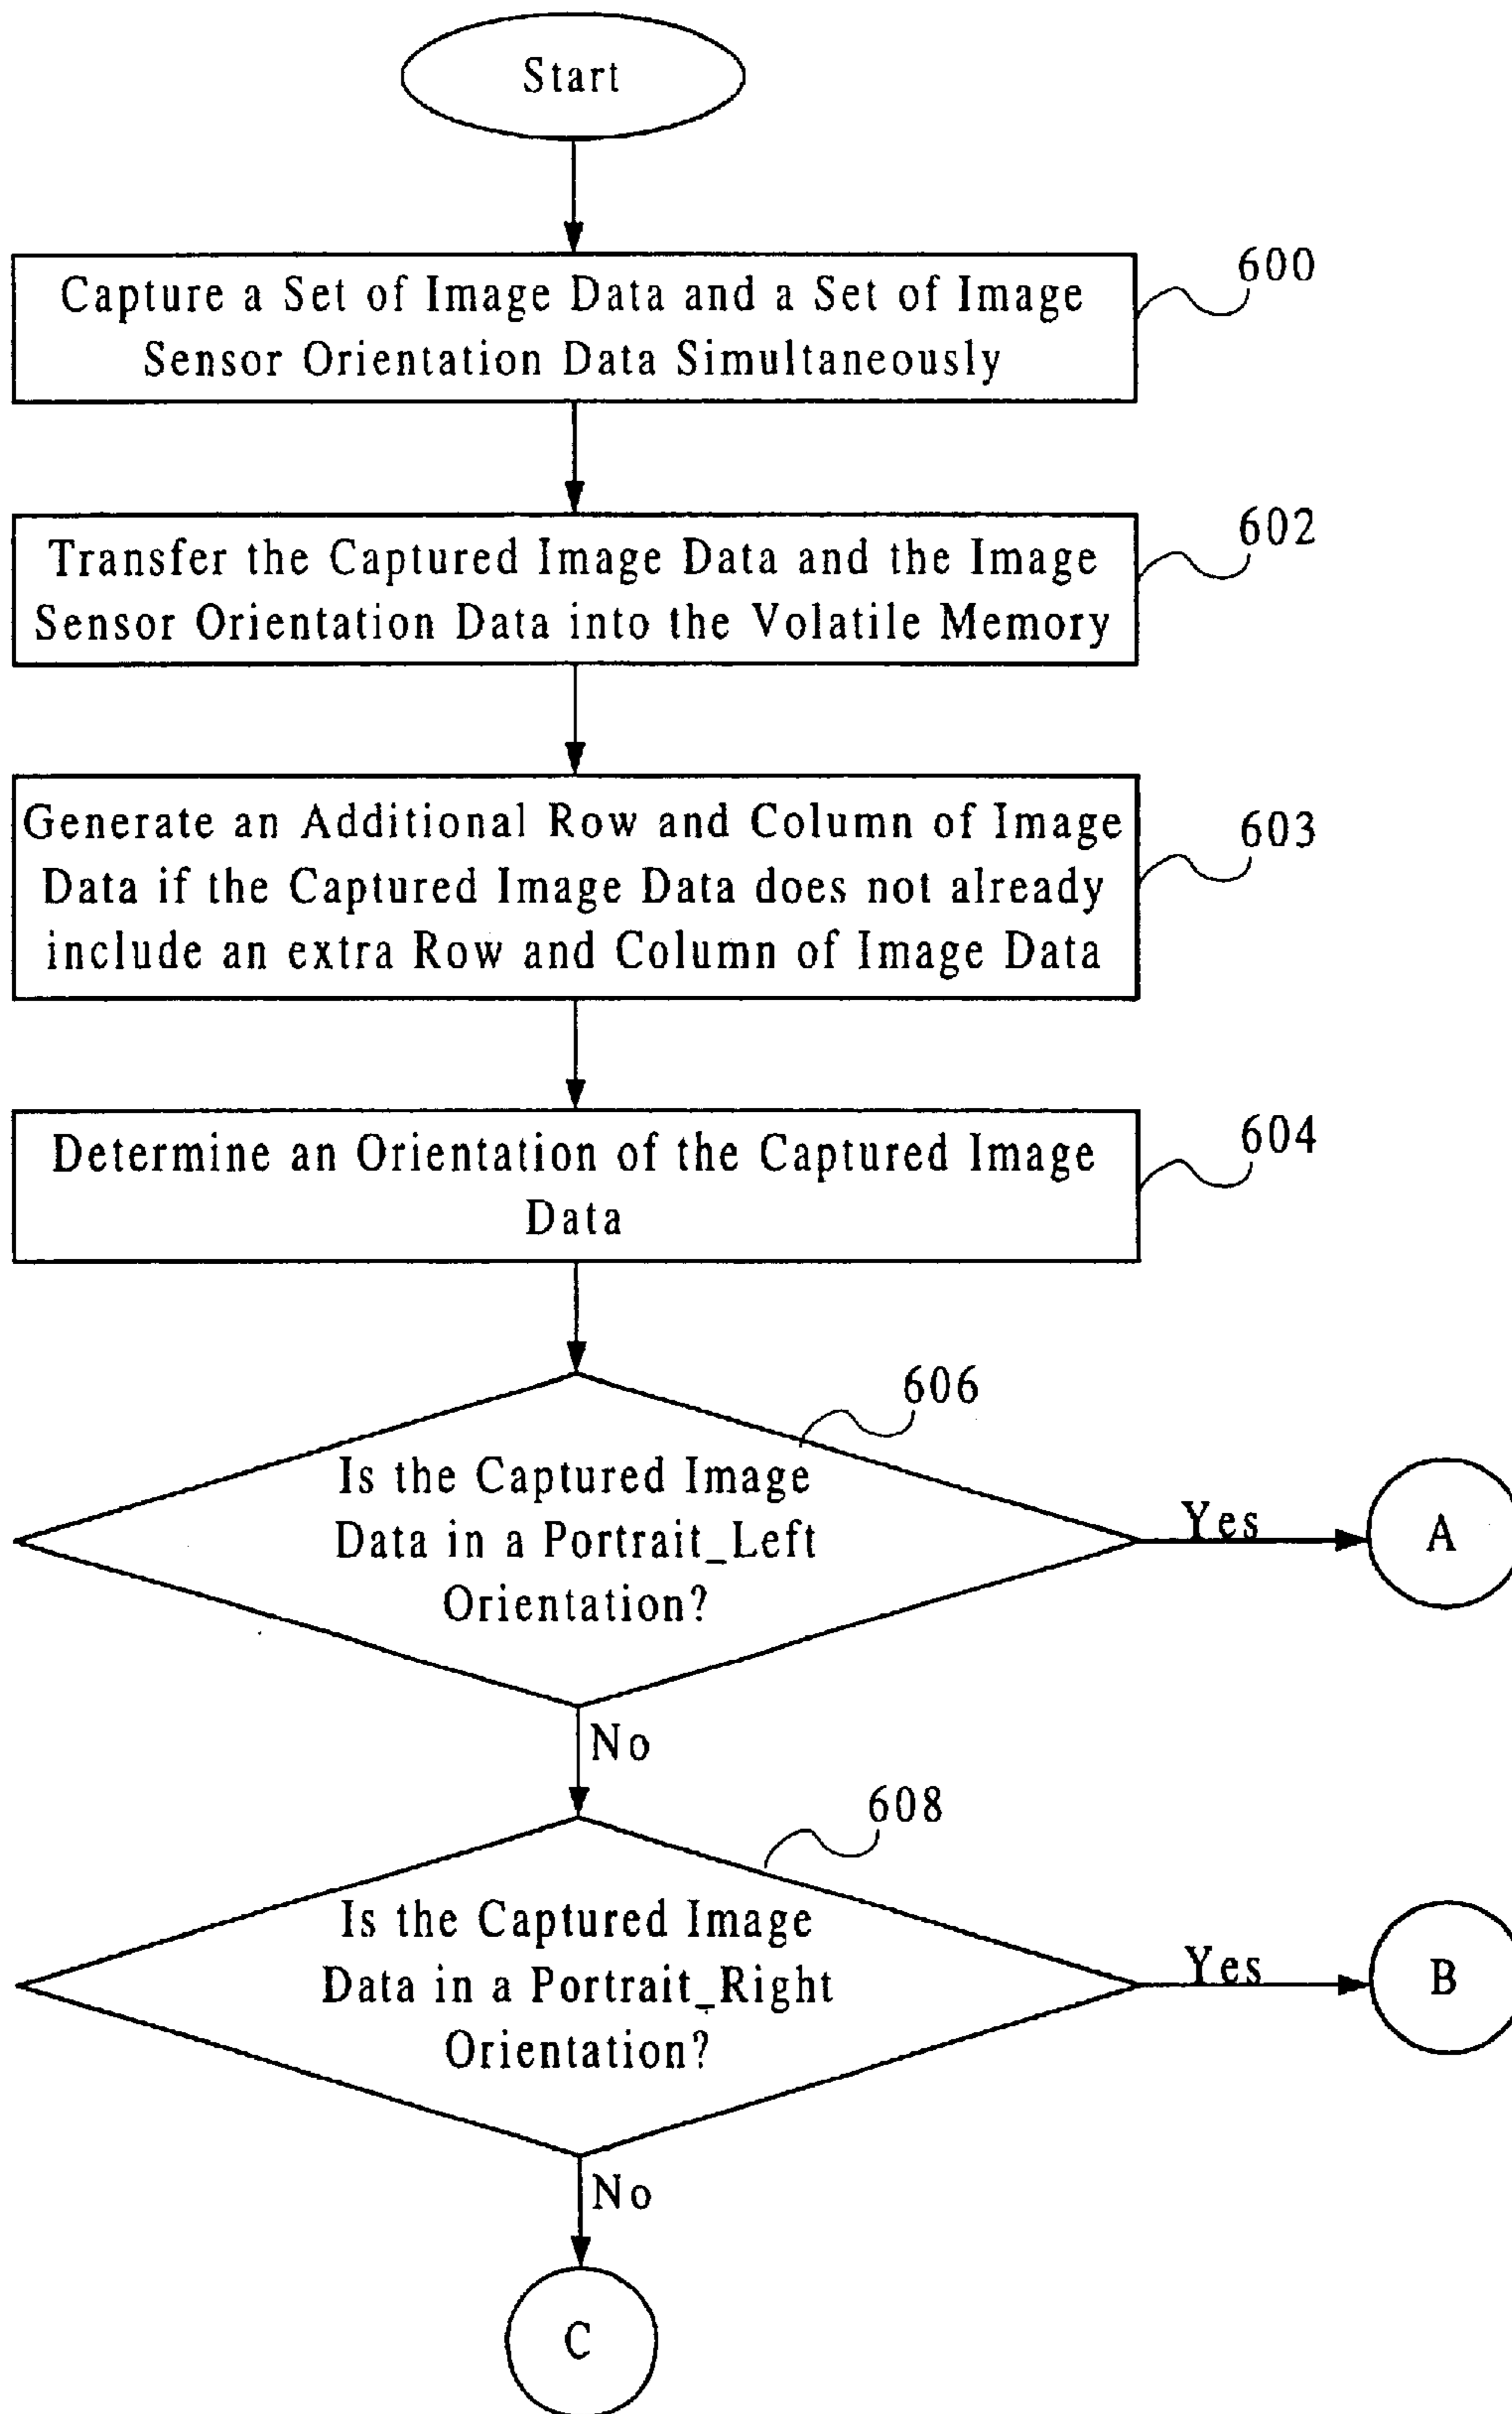 Start
600
Capture a Set of Image Data and a Set of Image
Sensor Orientation Data Simultaneously
602
Transfer the Captured Image Data and the Image
Sensor Orientation Data into the Volatile Memory
603
Generate an Additional Row and Column of Image
Data if the Captured Image Data does not already
include an extra Row and Column of Image Data
604
Determine an Orientation of the Captured Image
Data
606
Is the Captured Image
Data in a Portrait_Left
Orientation?
Yes
A
No
608
Is the Captured Image
Data in a Portrait_Right
Orientation?
Yes
B
No
C